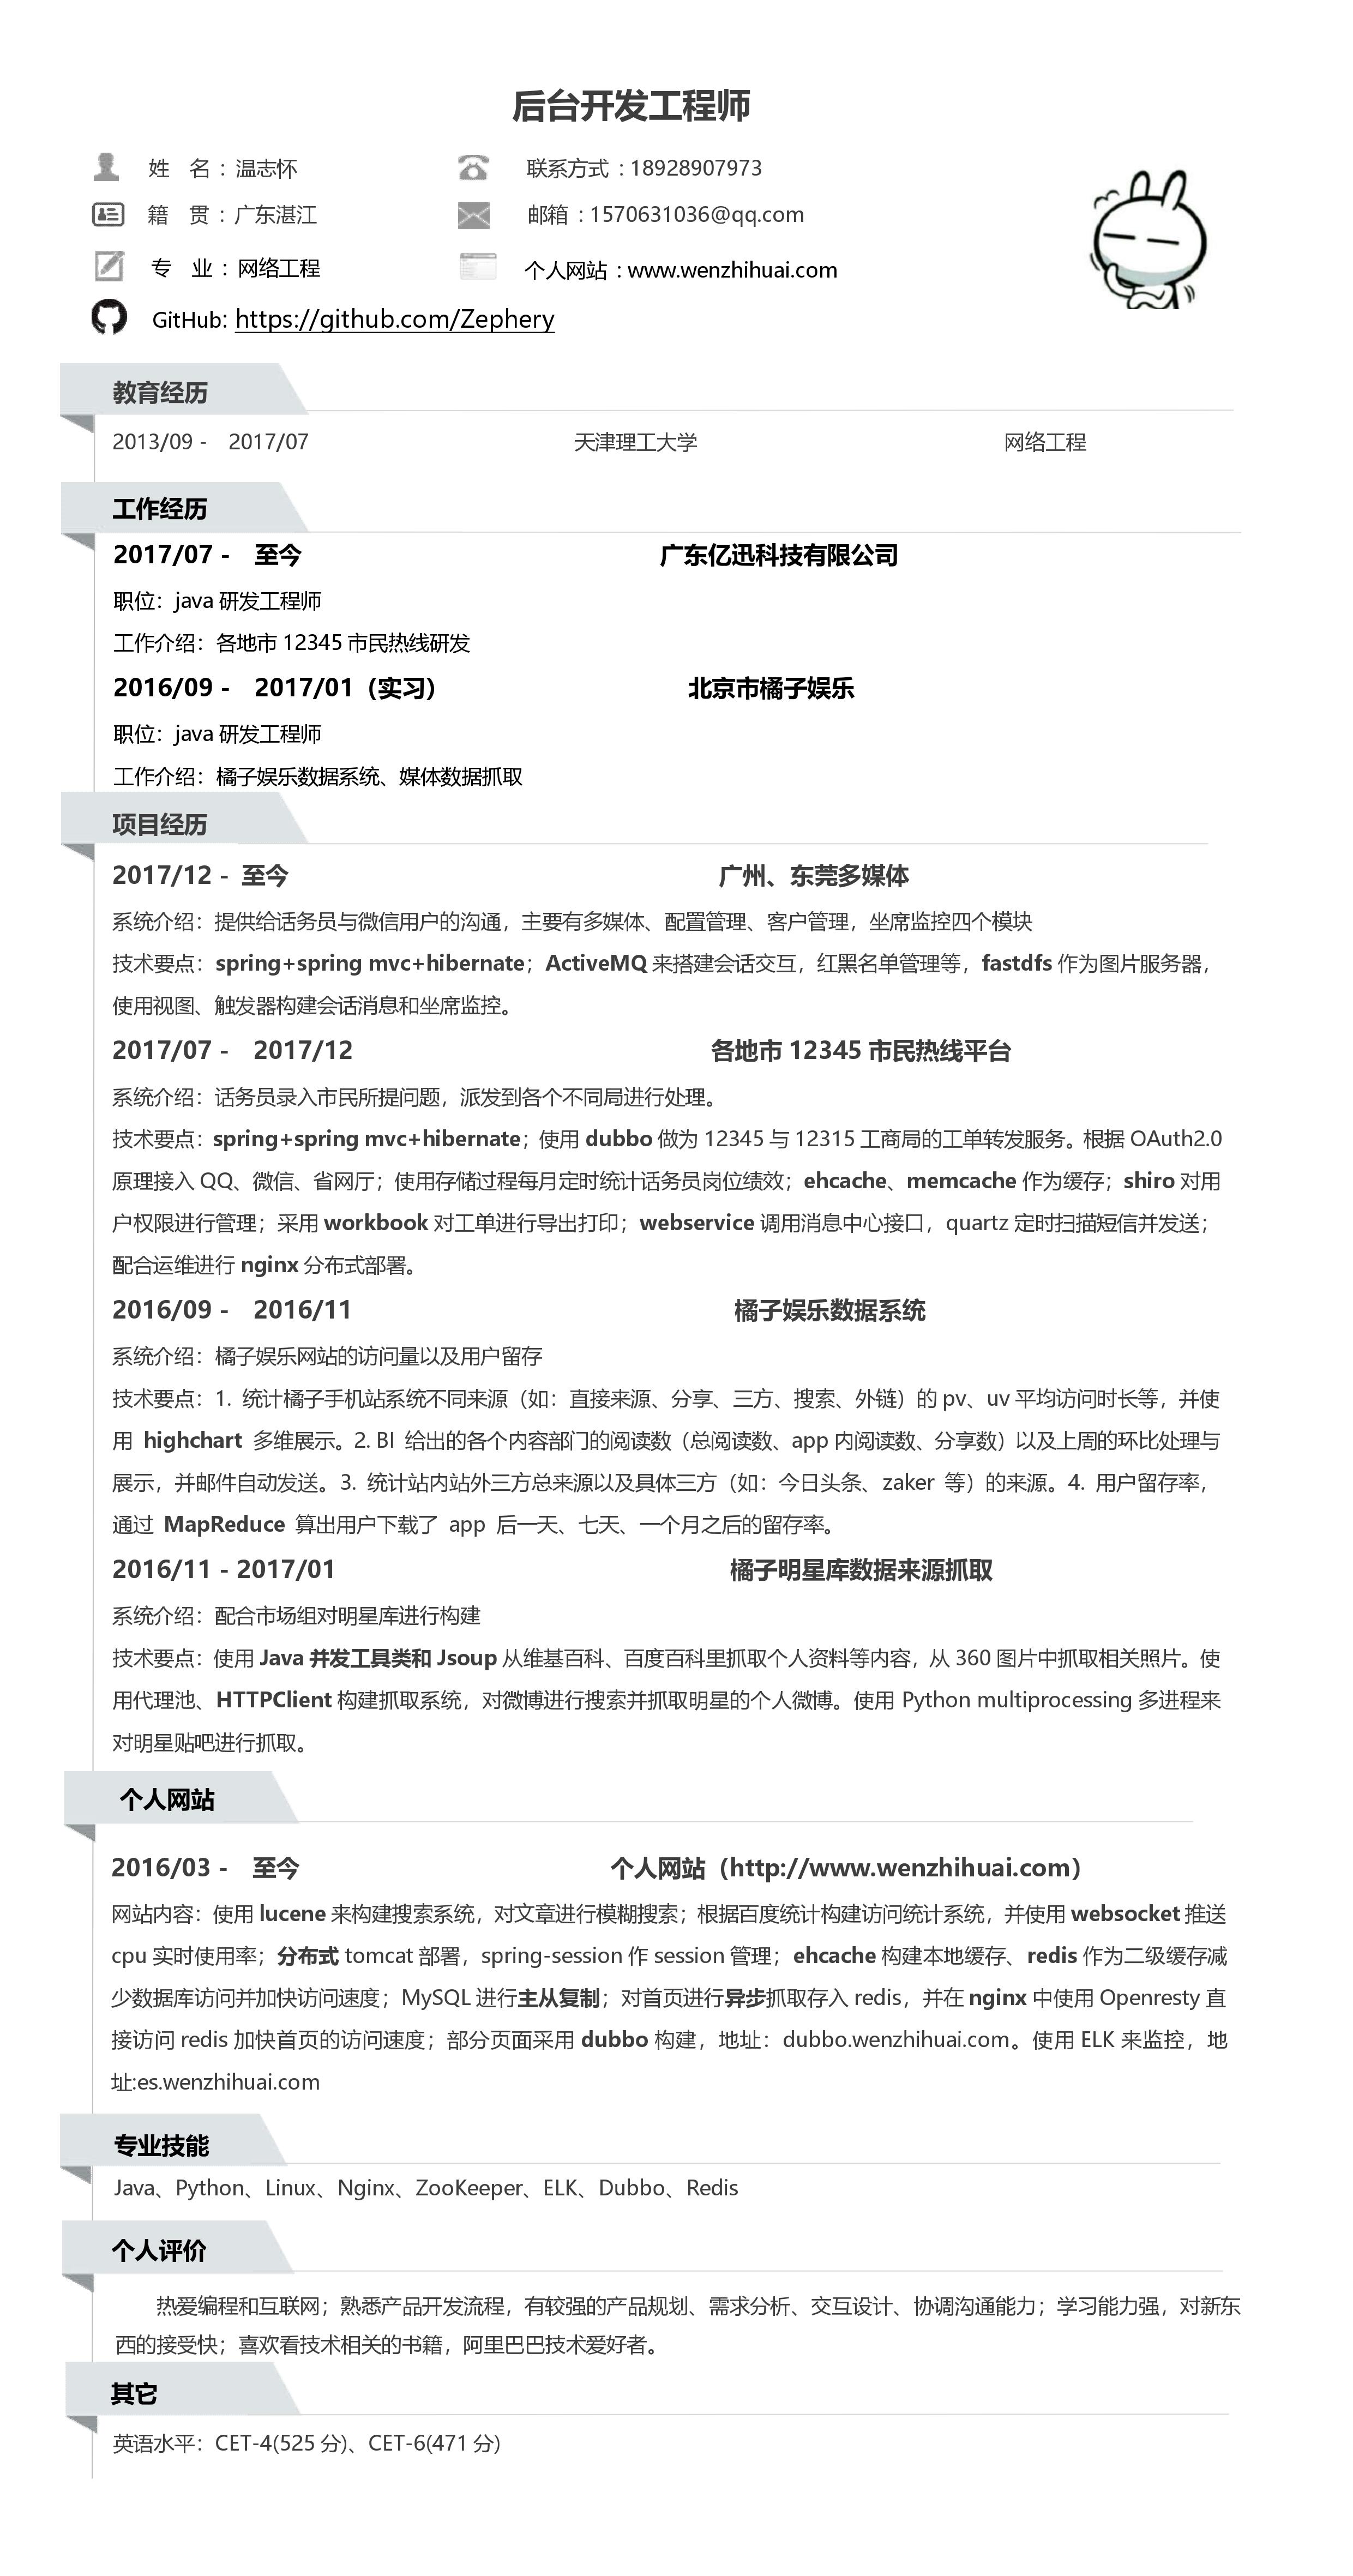 后台开发工程师
姓 名 : 温志怀 联系方式 : 18928907973
籍 贯 : 广东湛江 邮箱 : 1570631036@qq.com
专 业 : 网络工程 个人网站 : www.wenzhihuai.com
GitHub: https://github.com/Zephery
教育经历
2013/09 - 2017/07 天津理工大学 网络工程
工作经历
2017/07 - 至今 广东亿迅科技有限公司
职位：java 研发工程师
工作介绍：各地市 12345 市民热线研发
2016/09 - 2017/01（实习） 北京市橘子娱乐
职位：java 研发工程师
工作介绍：橘子娱乐数据系统、媒体数据抓取
项目经历
2017/12 - 至今 广州、东莞多媒体
系统介绍：提供给话务员与微信用户的沟通，主要有多媒体、配置管理、客户管理，坐席监控四个模块
技术要点：spring+spring mvc+hibernate；ActiveMQ 来搭建会话交互，红黑名单管理等，fastdfs 作为图片服务器，
使用视图、触发器构建会话消息和坐席监控。
2017/07 - 2017/12 各地市 12345 市民热线平台
系统介绍：话务员录入市民所提问题，派发到各个不同局进行处理。
技术要点：spring+spring mvc+hibernate；使用 dubbo 做为 12345 与 12315 工商局的工单转发服务。根据 OAuth2.0
原理接入 QQ、微信、省网厅；使用存储过程每月定时统计话务员岗位绩效；ehcache、memcache 作为缓存；shiro 对用
户权限进行管理；采用 workbook 对工单进行导出打印；webservice 调用消息中心接口，quartz 定时扫描短信并发送；
配合运维进行 nginx 分布式部署。
2016/09 - 2016/11 橘子娱乐数据系统
系统介绍：橘子娱乐网站的访问量以及用户留存
技术要点：1. 统计橘子手机站系统不同来源（如：直接来源、分享、三方、搜索、外链）的 pv、uv 平均访问时长等，并使
用 highchart 多维展示。2. BI 给出的各个内容部门的阅读数（总阅读数、app 内阅读数、分享数）以及上周的环比处理与
展示，并邮件自动发送。3. 统计站内站外三方总来源以及具体三方（如：今日头条、zaker 等）的来源。4. 用户留存率，
通过 MapReduce 算出用户下载了 app 后一天、七天、一个月之后的留存率。
2016/11 - 2017/01 橘子明星库数据来源抓取
系统介绍：配合市场组对明星库进行构建
技术要点：使用 Java 并发工具类和 Jsoup 从维基百科、百度百科里抓取个人资料等内容，从 360 图片中抓取相关照片。使
用代理池、HTTPClient 构建抓取系统，对微博进行搜索并抓取明星的个人微博。使用 Python multiprocessing 多进程来
对明星贴吧进行抓取。
个人网站
2016/03 - 至今 个人网站（http://www.wenzhihuai.com）
网站内容：使用 lucene 来构建搜索系统，对文章进行模糊搜索；根据百度统计构建访问统计系统，并使用 websocket 推送
cpu 实时使用率；分布式 tomcat 部署，spring-session 作 session 管理；ehcache 构建本地缓存、redis 作为二级缓存减
少数据库访问并加快访问速度；MySQL 进行主从复制；对首页进行异步抓取存入 redis，并在 nginx 中使用 Openresty 直
接访问 redis 加快首页的访问速度；部分页面采用 dubbo 构建，地址：dubbo.wenzhihuai.com。使用 ELK 来监控，地
址:es.wenzhihuai.com
专业技能
Java、Python、Linux、Nginx、ZooKeeper、ELK、Dubbo、Redis
个人评价
热爱编程和互联网；熟悉产品开发流程，有较强的产品规划、需求分析、交互设计、协调沟通能力；学习能力强，对新东
西的接受快；喜欢看技术相关的书籍，阿里巴巴技术爱好者。
其它
英语水平：CET-4(525 分)、CET-6(471 分)